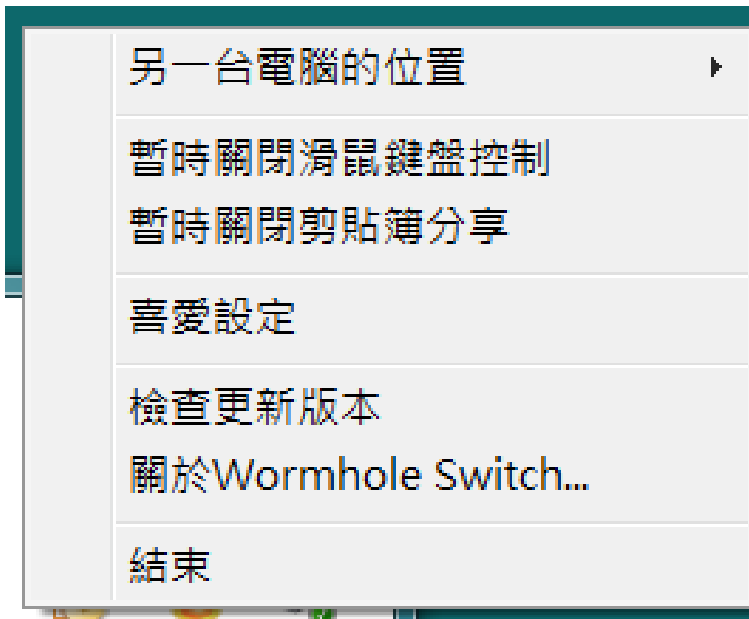 另一台電腦的位置
暫時關閉滑鼠鍵盤控制
暫時關閉剪貼簿分享
喜愛設定
檢查更新版本
關於Wormhole Switch...
結束